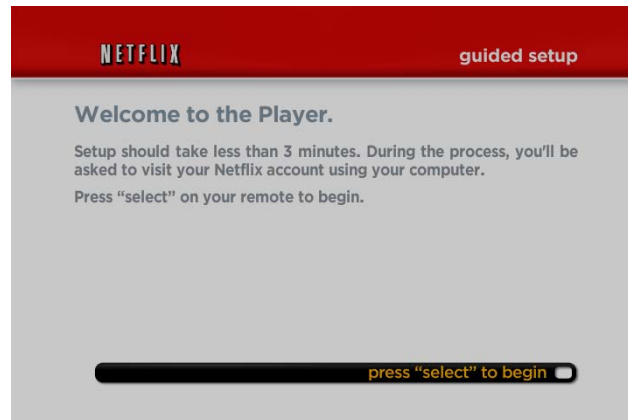 NETFLIX
guided setup
Welcome to the Player.
Setup should take less than 3 minutes. During the process, you'll be
asked to visit your Netflix account using your computer.
Press “select” on your remote to begin.
press “select” to begin